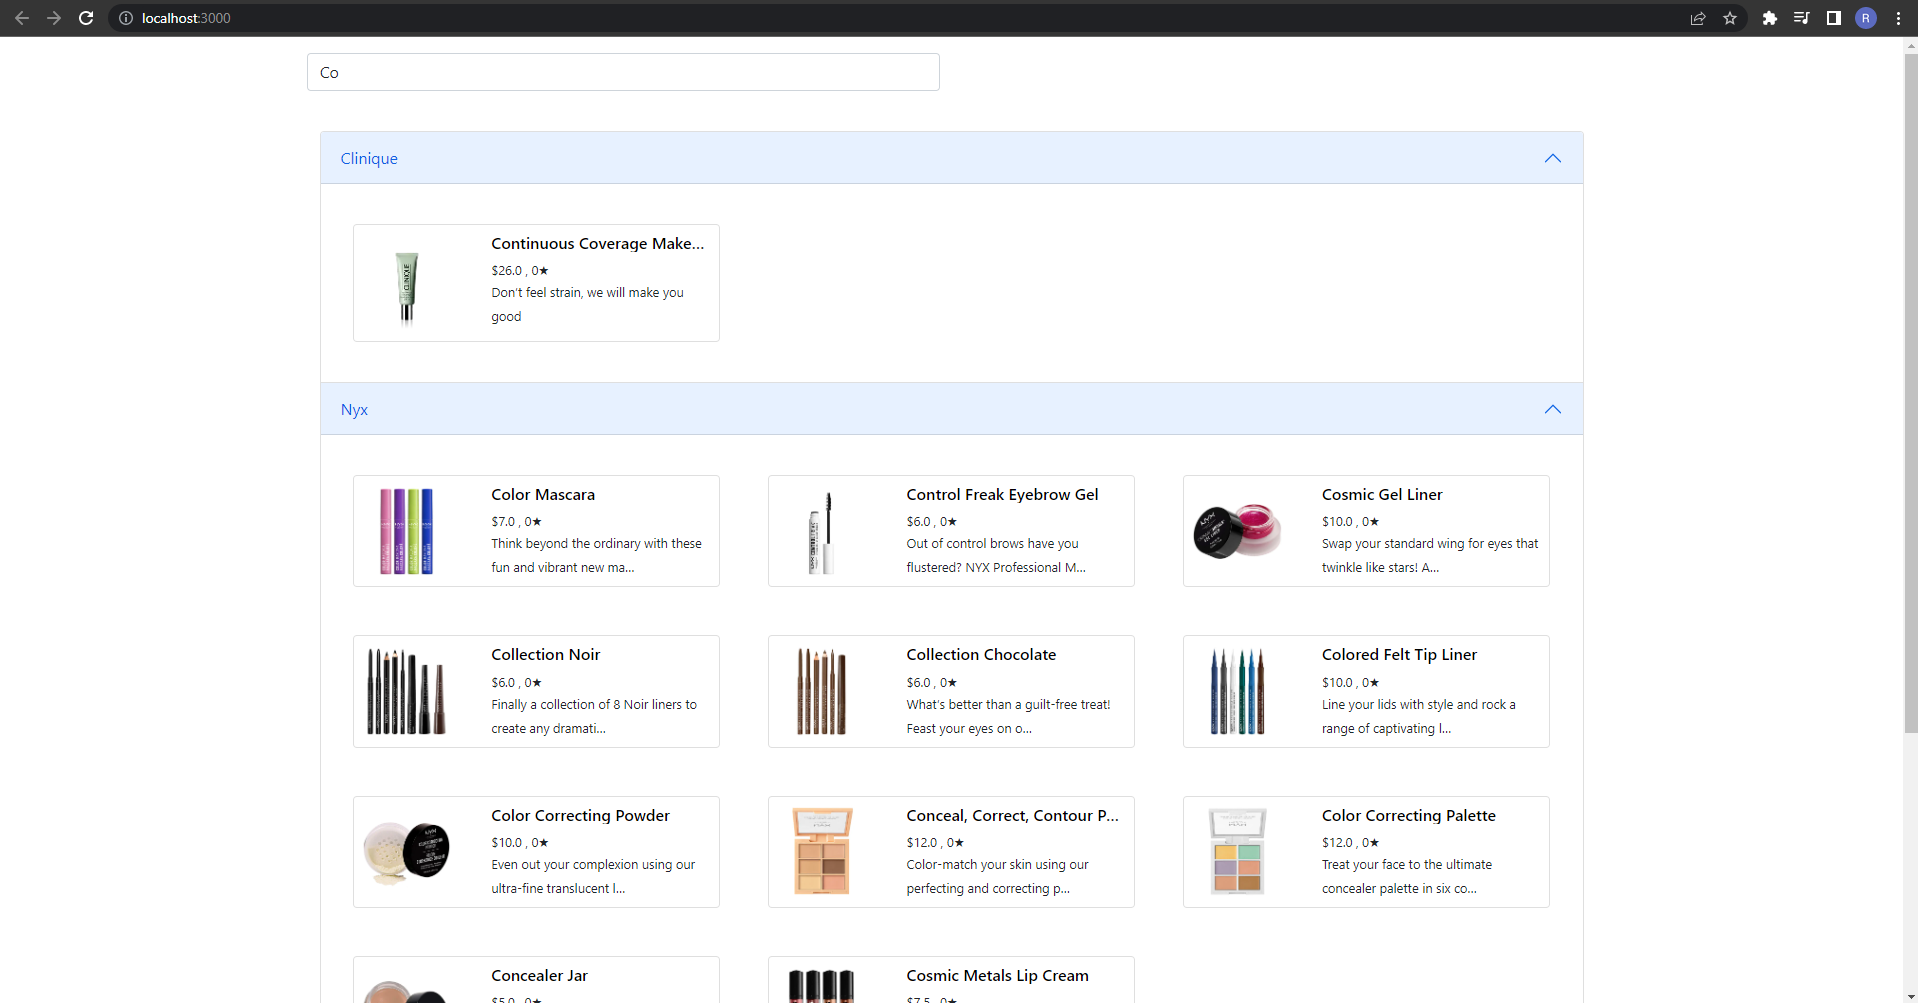 localhost:3000
R
Co
Clinique
Continuous Coverage Make...
$26.0 , 0★
Don't feel strain, we will make you
good
CLINIQUE
Nyx
Color Mascara
$7.0 , 0★
Think beyond the ordinary with these
fun and vibrant new ma...
Control Freak Eyebrow Gel
$6.0 , 0★
Out of control brows have you
flustered? NYX Professional M...
Cosmic Gel Liner
$10.0 , 0★
Swap your standard wing for eyes that
twinkle like stars! A...
Collection Noir
$6.0 , 0★
Finally a collection of 8 Noir liners to
create any dramati...
Collection Chocolate
$6.0 , 0★
What's better than a guilt-free treat!
Feast your eyes on o...
Colored Felt Tip Liner
$10.0 , 0★
Line your lids with style and rock a
range of captivating l...
Color Correcting Powder
$10.0 , 0★
Even out your complexion using our
ultra-fine translucent l...
Conceal, Correct, Contour P...
$12.0 , 0★
Color-match your skin using our
perfecting and correcting p...
Color Correcting Palette
$12.0 , 0★
Treat your face to the ultimate
concealer palette in six co...
Concealer Jar
$5.0 , 0★
Cosmic Metals Lip Cream
$7.5 , 0★